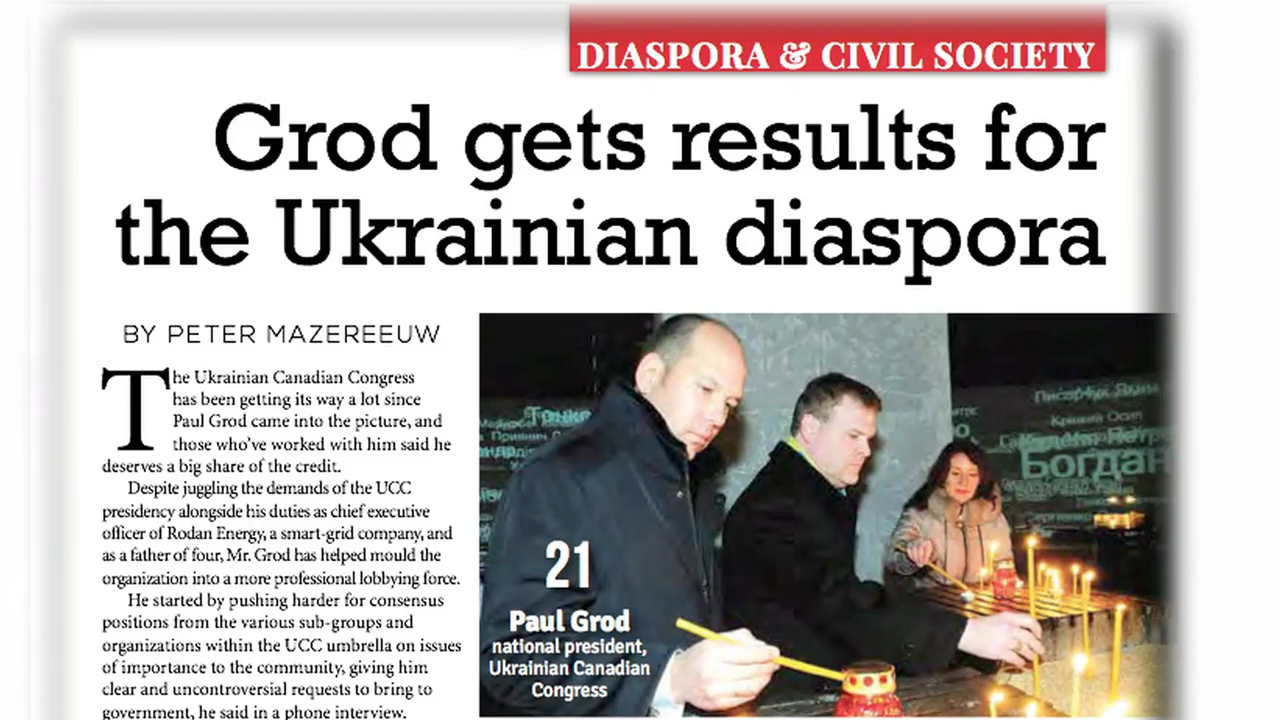 DIASPORA & CIVIL SOCIETY
Grod gets results for
the Ukrainian diaspora
BY PETER MAZEREEUW
The Ukrainian Canadian Congress
has been getting its way a lot since
Paul Grod came into the picture, and
those who've worked with him said he
deserves a big share of the credit.
Despite juggling the demands of the UCC
presidency alongside his duties as chief executive
officer of Rodan Energy, a smart-grid company, and
as a father of four, Mr. Grod has helped mould the
organization into a more professional lobbying force.
He started by pushing harder for consensus
positions from the various sub-groups and
organizations within the UCC umbrella on issues
of importance to the community, giving him
clear and uncontroversial requests to bring to
government, he said in a phone interview.
21
Paul Grod
national president,
Ukrainian Canadian
Congress
Богдан